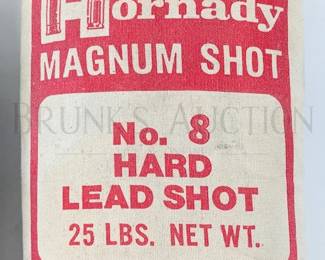 Hornady
MAGNUM SHOT
BRUNK'S AUCTION
No. 8
HARD
LEAD SHOT
25 LBS. NET WT.